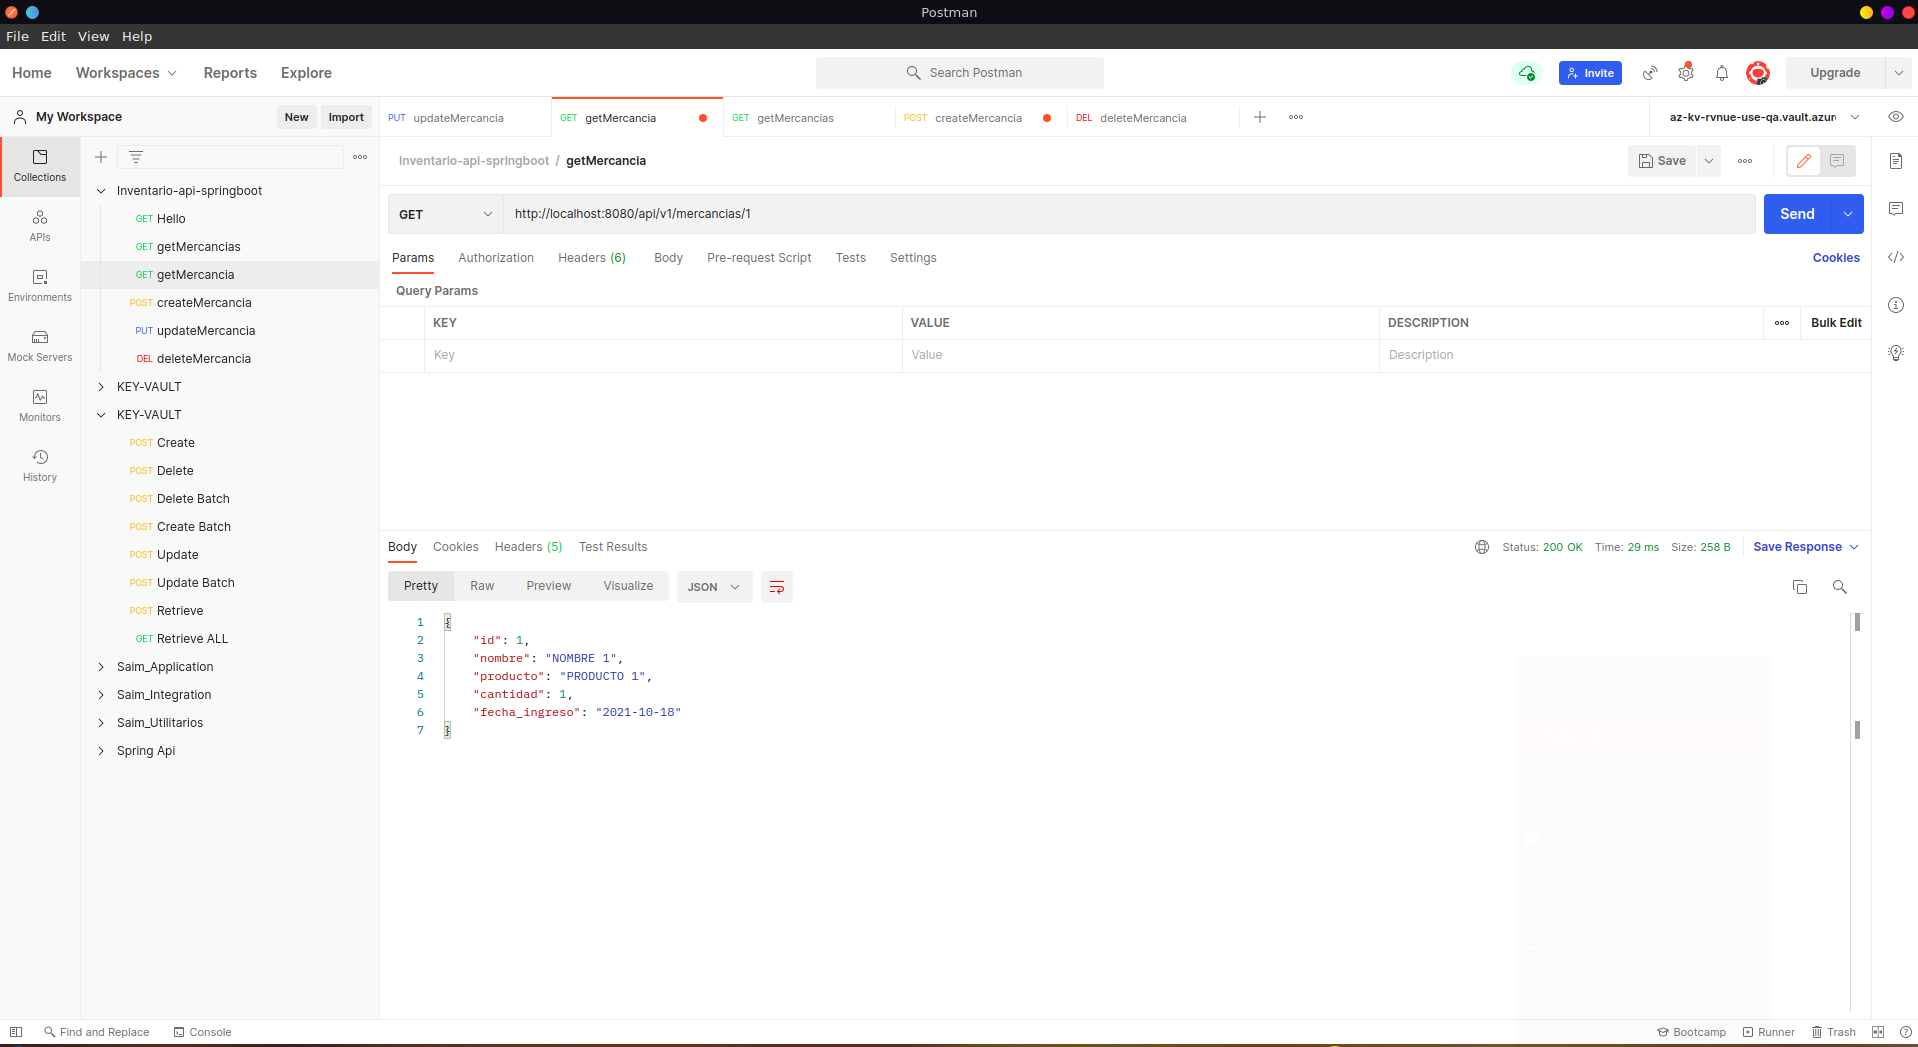 Postman
File Edit View Help
Home Workspaces Reports Explore Search Postman Invite Upgrade
My Workspace New Import
PUT updateMercancia GET getMercancia GET getMercancias POST createMercancia DEL deleteMercancia az-kv-rvnue-use-qa.vault.azur
Inventario-api-springboot / getMercancia Save
GET http://localhost:8080/api/v1/mercancias/1 Send
Params Authorization Headers (6) Body Pre-request Script Tests Settings Cookies
Query Params
KEY VALUE DESCRIPTION Bulk Edit
Key Value Description
Collections
APIs
Environments
Mock Servers
Monitors
History
Inventario-api-springboot
GET Hello
GET getMercancias
GET getMercancia
POST createMercancia
PUT updateMercancia
DEL deleteMercancia
KEY-VAULT
KEY-VAULT
POST Create
POST Delete
POST Delete Batch
POST Create Batch
POST Update
POST Update Batch
POST Retrieve
GET Retrieve ALL
Saim_Application
Saim_Integration
Saim_Utilitarios
Spring Api
Body Cookies Headers (5) Test Results Status: 200 OK Time: 29 ms Size: 258 B Save Response
Pretty Raw Preview Visualize JSON
1 {
2 "id": 1,
3 "nombre": "NOMBRE 1",
4 "producto": "PRODUCTO 1",
5 "cantidad": 1,
6 "fecha_ingreso": "2021-10-18"
7 }
Find and Replace Console Bootcamp Runner Trash